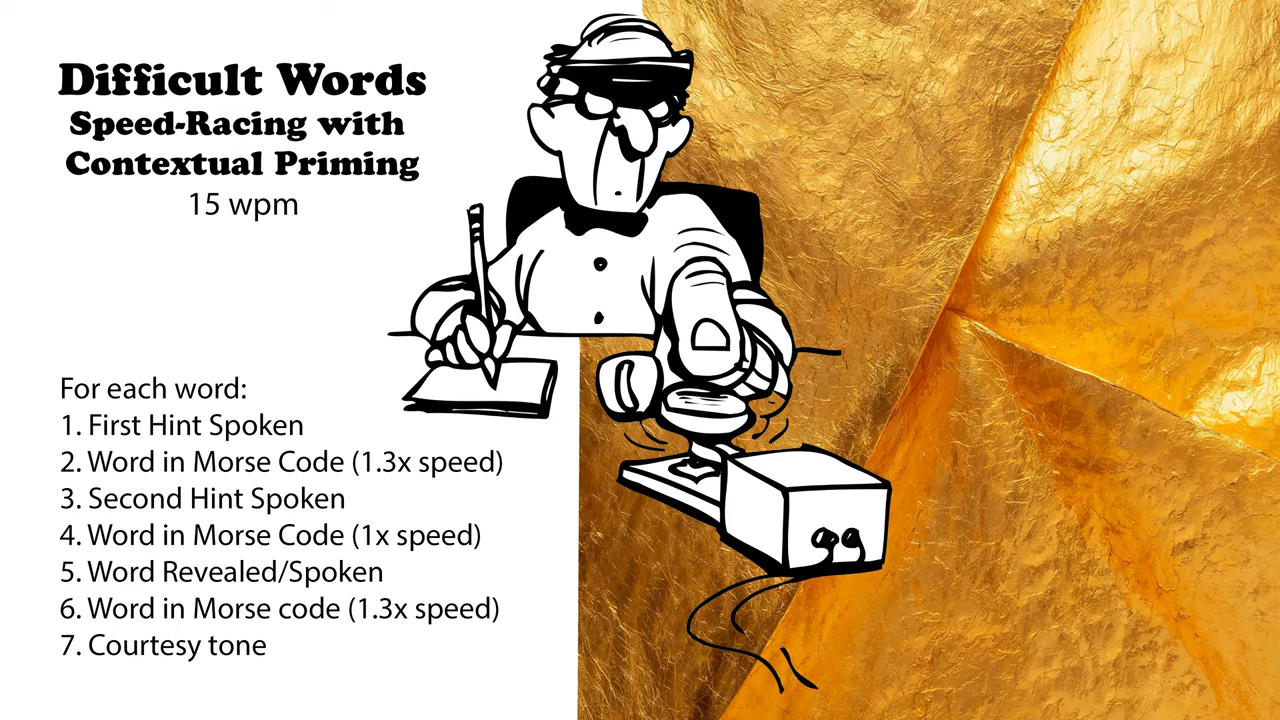 Difficult Words
Speed-Racing with
Contextual Priming
15 wpm
For each word:
1. First Hint Spoken
2. Word in Morse Code (1.3x speed)
3. Second Hint Spoken
4. Word in Morse Code (1x speed)
5. Word Revealed/Spoken
6. Word in Morse code (1.3x speed)
7. Courtesy tone